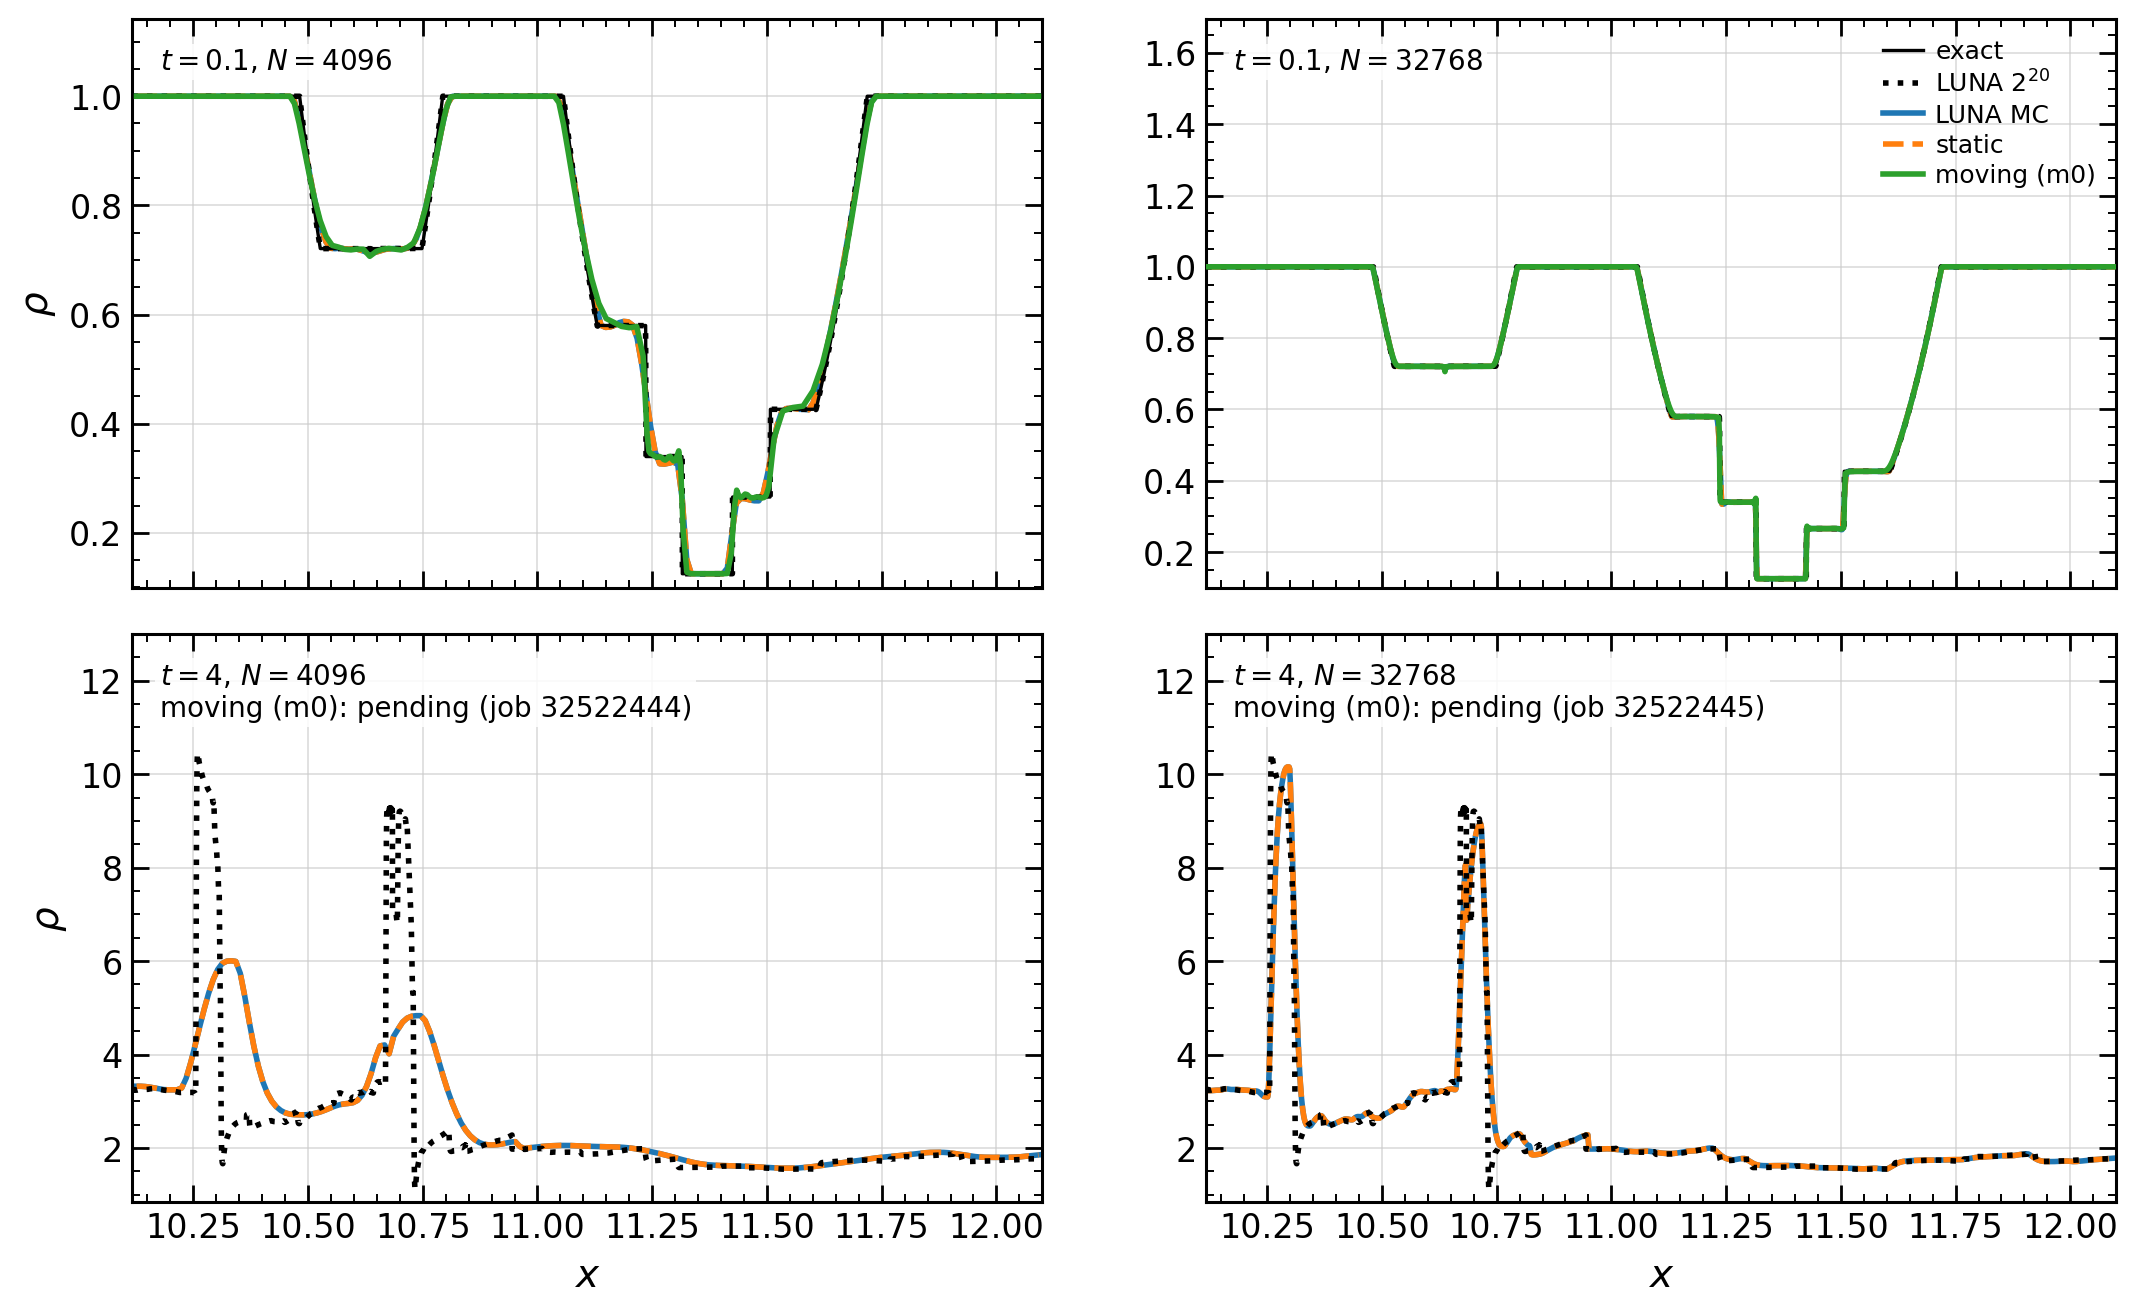 t = 0.1, N = 4096
1.0
0.8
0.6
0.4
0.2
ρ
t = 0.1, N = 32768
exact
LUNA 2^20
LUNA MC
static
moving (m0)
1.6
1.4
1.2
1.0
0.8
0.6
0.4
0.2
t = 4, N = 4096
moving (m0): pending (job 32522444)
12
10
8
6
4
2
ρ
10.25 10.50 10.75 11.00 11.25 11.50 11.75 12.00
x
t = 4, N = 32768
moving (m0): pending (job 32522445)
12
10
8
6
4
2
10.25 10.50 10.75 11.00 11.25 11.50 11.75 12.00
x